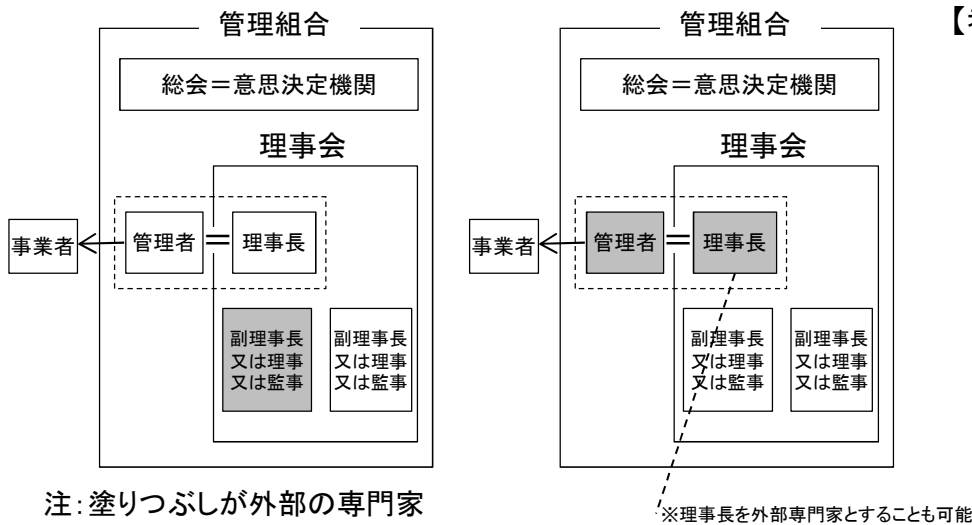 管理組合
総会＝意思決定機関
理事会
事業者
管理者
＝
理事長
副理事長
又は理事
又は監事
副理事長
又は理事
又は監事
注：塗りつぶしが外部の専門家
管理組合
総会＝意思決定機関
理事会
事業者
管理者
＝
理事長
副理事長
又は理事
又は監事
副理事長
又は理事
又は監事
※理事長を外部専門家とすることも可能
【